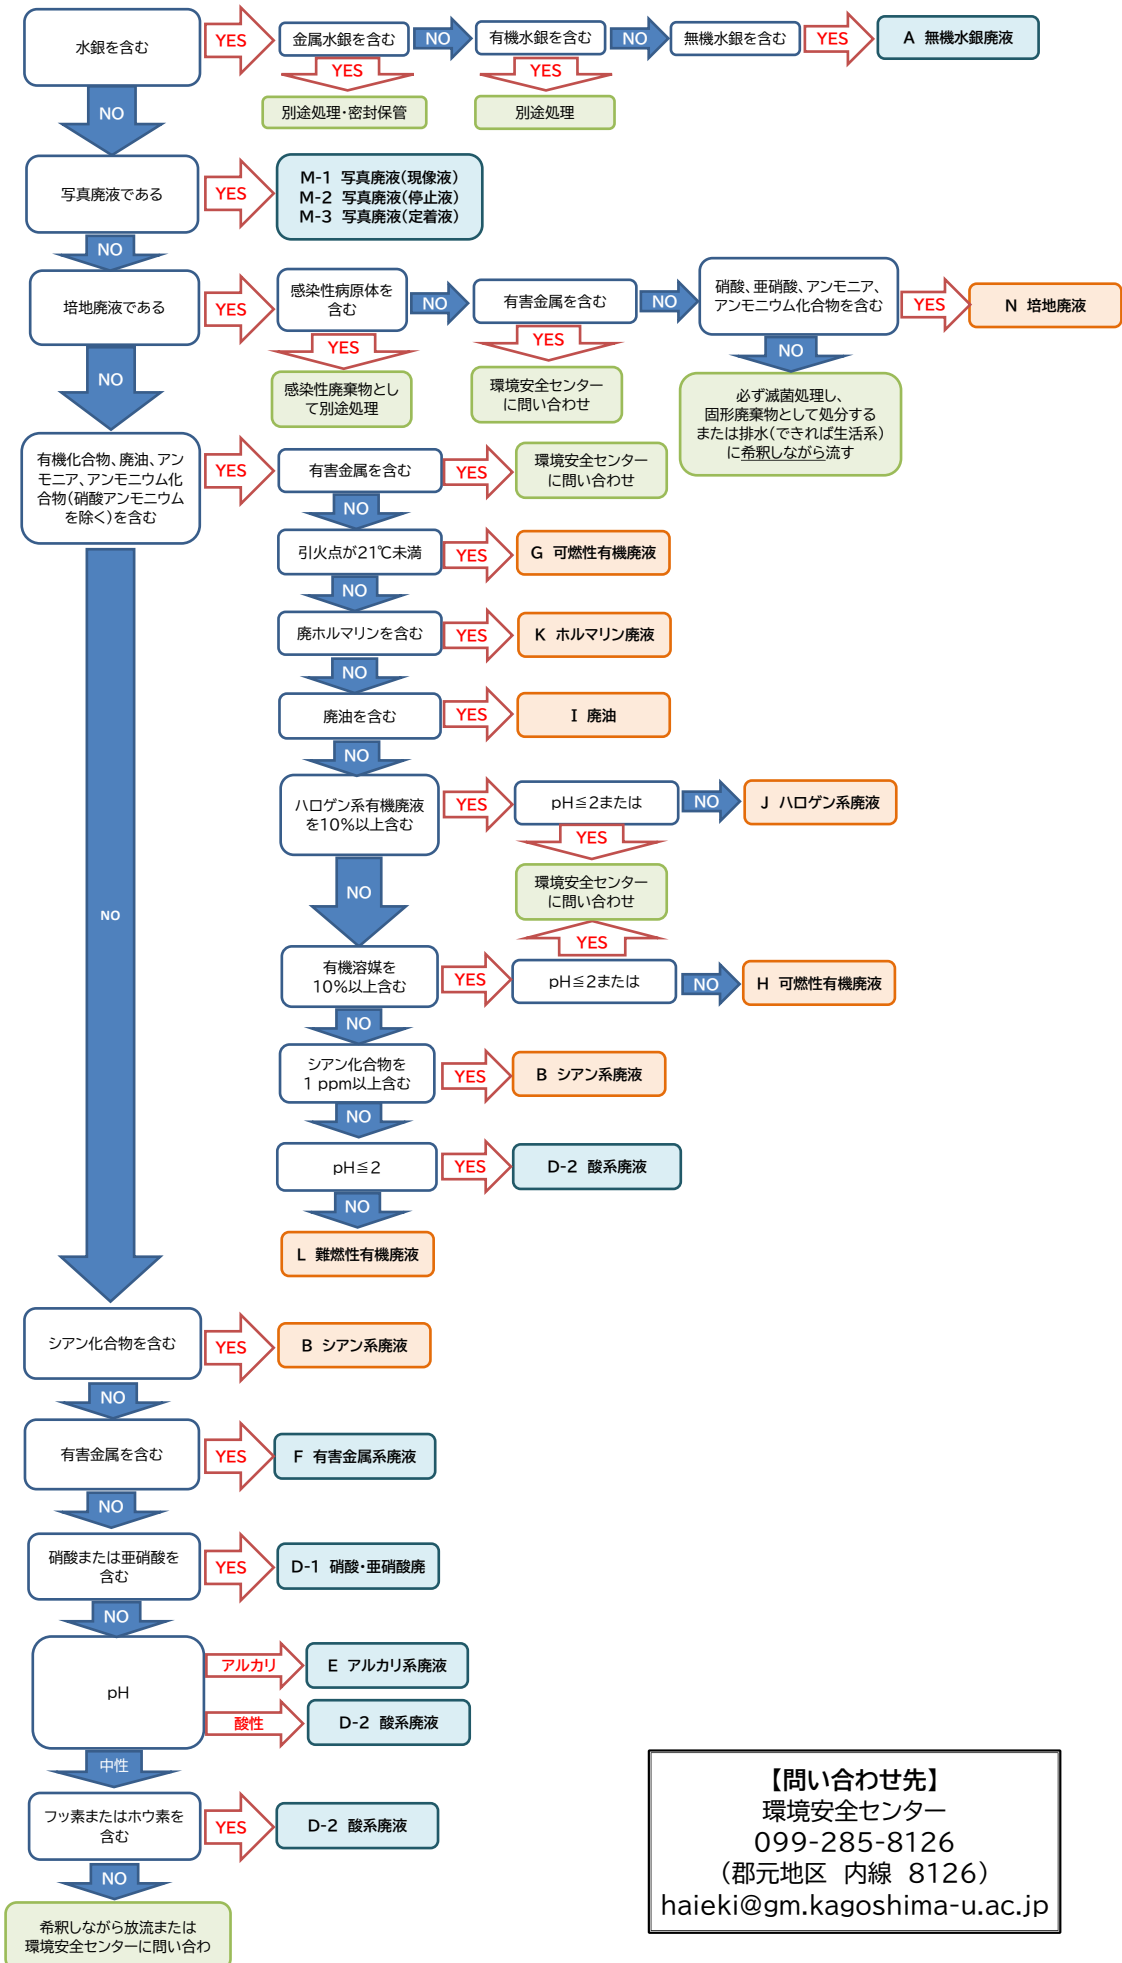 水銀を含む
YES
金属水銀を含む
NO
有機水銀を含む
NO
無機水銀を含む
YES
A 無機水銀廃液
YES
YES
別途処理・密封保管
別途処理
NO
写真廃液である
YES
M-1 写真廃液(現像液)
M-2 写真廃液(停止液)
M-3 写真廃液(定着液)
NO
培地廃液である
YES
感染性病原体を
含む
NO
有害金属を含む
NO
硝酸、亜硝酸、アンモニア、
アンモニウム化合物を含む
YES
N 培地廃液
YES
YES
NO
感染性廃棄物とし
て別途処理
環境安全センター
に問い合わせ
必ず滅菌処理し、
固形廃棄物として処分する
または排水(できれば生活系)
に希釈しながら流す
NO
有機化合物、廃油、アン
モニア、アンモニウム化
合物(硝酸アンモニウム
を除く)を含む
YES
有害金属を含む
YES
環境安全センター
に問い合わせ
NO
引火点が21℃未満
YES
G 可燃性有機廃液
NO
廃ホルマリンを含む
YES
K ホルマリン廃液
NO
廃油を含む
YES
I 廃油
NO
ハロゲン系有機廃液
を10%以上含む
YES
pH≦2または
NO
J ハロゲン系廃液
YES
環境安全センター
に問い合わせ
NO
YES
有機溶媒を
10%以上含む
YES
pH≦2または
NO
H 可燃性有機廃液
NO
シアン化合物を
1 ppm以上含む
YES
B シアン系廃液
NO
pH≦2
YES
D-2 酸系廃液
NO
L 難燃性有機廃液
NO
シアン化合物を含む
YES
B シアン系廃液
NO
有害金属を含む
YES
F 有害金属系廃液
NO
硝酸または亜硝酸を
含む
YES
D-1 硝酸・亜硝酸廃
NO
pH
アルカリ
E アルカリ系廃液
酸性
D-2 酸系廃液
中性
フッ素またはホウ素を
含む
YES
D-2 酸系廃液
NO
希釈しながら放流または
環境安全センターに問い合わ
【問い合わせ先】
環境安全センター
099-285-8126
(郡元地区 内線 8126)
haieki@gm.kagoshima-u.ac.jp